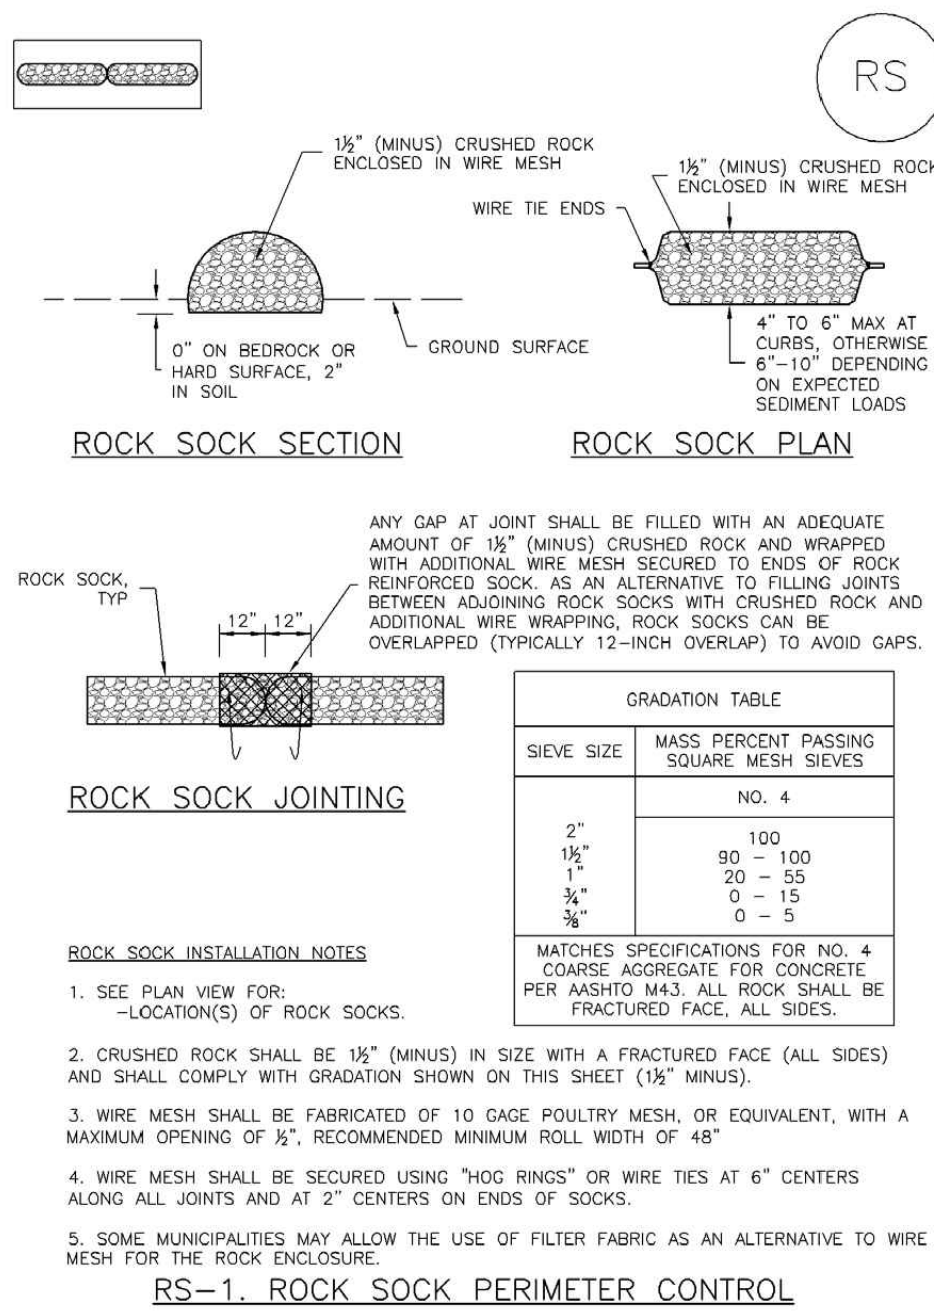 RS
1½" (MINUS) CRUSHED ROCK
ENCLOSED IN WIRE MESH
1½" (MINUS) CRUSHED ROCK
ENCLOSED IN WIRE MESH
WIRE TIE ENDS
GROUND SURFACE
0" ON BEDROCK OR
HARD SURFACE, 2"
IN SOIL
4" TO 6" MAX AT
CURBS, OTHERWISE
6"-10" DEPENDING
ON EXPECTED
SEDIMENT LOADS
ROCK SOCK SECTION
ROCK SOCK PLAN
ANY GAP AT JOINT SHALL BE FILLED WITH AN ADEQUATE
AMOUNT OF 1½" (MINUS) CRUSHED ROCK AND WRAPPED
WITH ADDITIONAL WIRE MESH SECURED TO ENDS OF ROCK
REINFORCED SOCK. AS AN ALTERNATIVE TO FILLING JOINTS
BETWEEN ADJOINING ROCK SOCKS WITH CRUSHED ROCK AND
ADDITIONAL WIRE WRAPPING, ROCK SOCKS CAN BE
OVERLAPPED (TYPICALLY 12-INCH OVERLAP) TO AVOID GAPS.
ROCK SOCK,
TYP
12" 12"
ROCK SOCK JOINTING
GRADATION TABLE
SIEVE SIZE
MASS PERCENT PASSING
SQUARE MESH SIEVES
NO. 4
2" 100
1½" 90 - 100
1" 20 - 55
¾" 0 - 15
⅜" 0 - 5
MATCHES SPECIFICATIONS FOR NO. 4
COARSE AGGREGATE FOR CONCRETE
PER AASHTO M43. ALL ROCK SHALL BE
FRACTURED FACE, ALL SIDES.
ROCK SOCK INSTALLATION NOTES
1. SEE PLAN VIEW FOR:
-LOCATION(S) OF ROCK SOCKS.
2. CRUSHED ROCK SHALL BE 1½" (MINUS) IN SIZE WITH A FRACTURED FACE (ALL SIDES)
AND SHALL COMPLY WITH GRADATION SHOWN ON THIS SHEET (1½" MINUS).
3. WIRE MESH SHALL BE FABRICATED OF 10 GAGE POULTRY MESH, OR EQUIVALENT, WITH A
MAXIMUM OPENING OF ½", RECOMMENDED MINIMUM ROLL WIDTH OF 48"
4. WIRE MESH SHALL BE SECURED USING "HOG RINGS" OR WIRE TIES AT 6" CENTERS
ALONG ALL JOINTS AND AT 2" CENTERS ON ENDS OF SOCKS.
5. SOME MUNICIPALITIES MAY ALLOW THE USE OF FILTER FABRIC AS AN ALTERNATIVE TO WIRE
MESH FOR THE ROCK ENCLOSURE.
RS-1. ROCK SOCK PERIMETER CONTROL